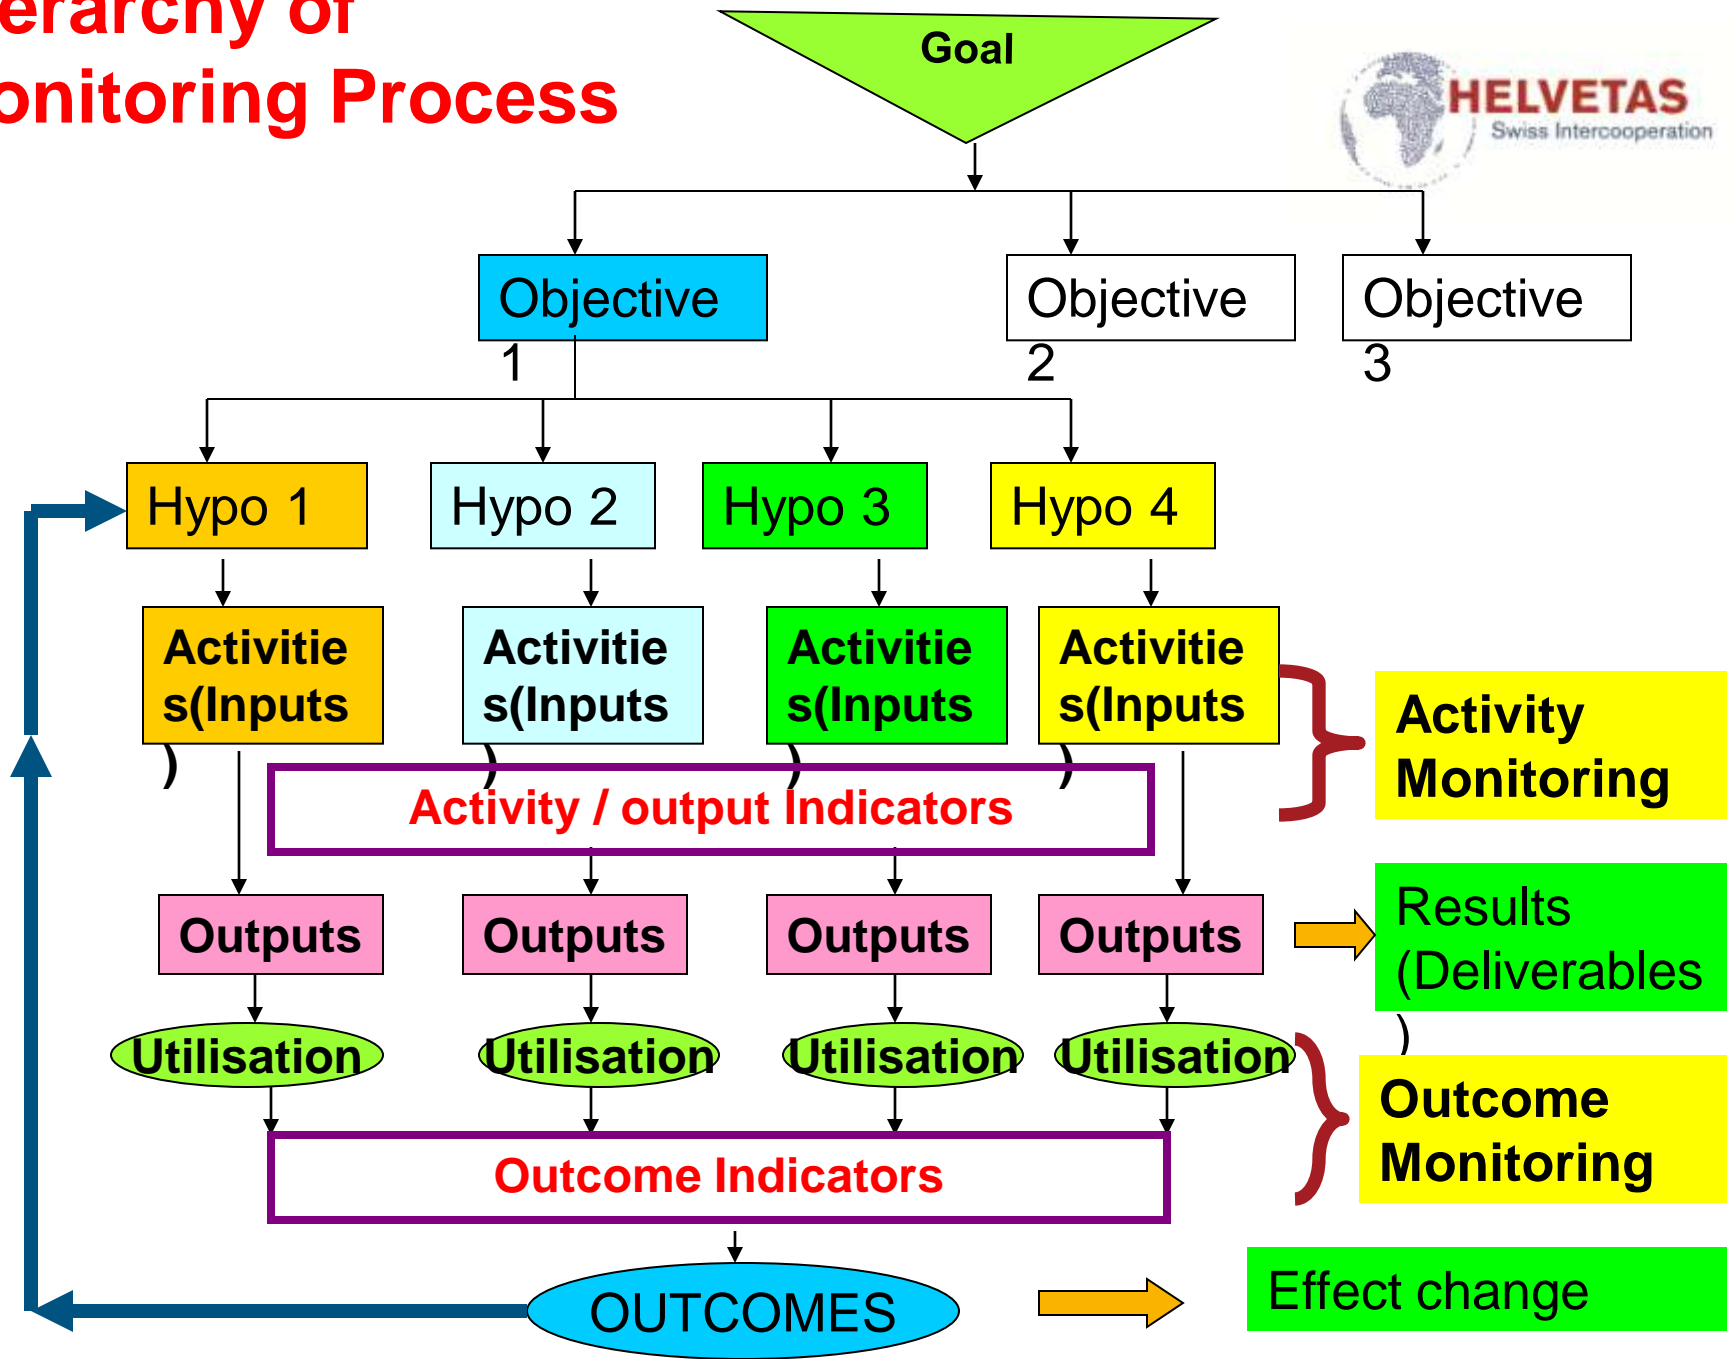 erarchy of
onitoring Process
Goal
HELVETAS
Swiss Intercooperation
Objective
1
Objective
2
Objective
3
Hypo 1
Hypo 2
Hypo 3
Hypo 4
Activitie
s(Inputs
)
Activitie
s(Inputs
)
Activitie
s(Inputs
)
Activitie
s(Inputs
)
Activity
Monitoring
Activity / output Indicators
Outputs
Outputs
Outputs
Outputs
Results
(Deliverables
)
Utilisation
Utilisation
Utilisation
Utilisation
Outcome
Monitoring
Outcome Indicators
OUTCOMES
Effect change